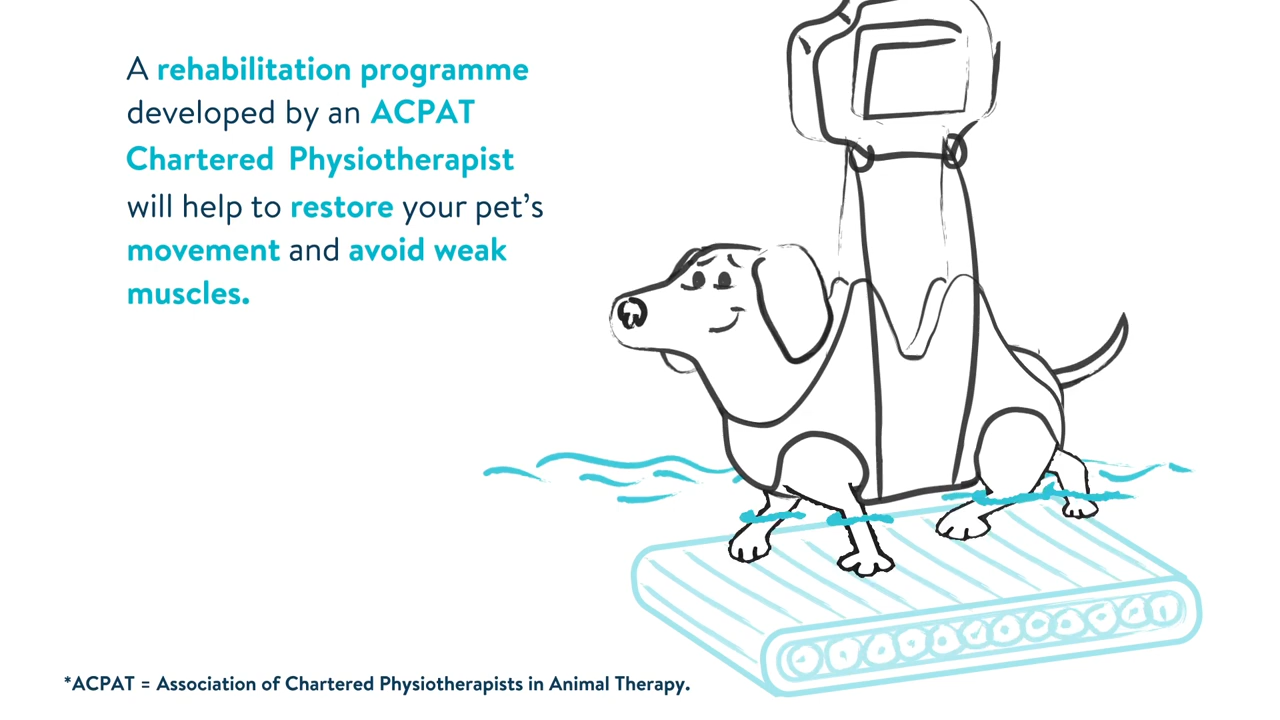 A rehabilitation programme
developed by an ACPAT
Chartered Physiotherapist
will help to restore your pet's
movement and avoid weak
muscles.
*ACPAT = Association of Chartered Physiotherapists in Animal Therapy.